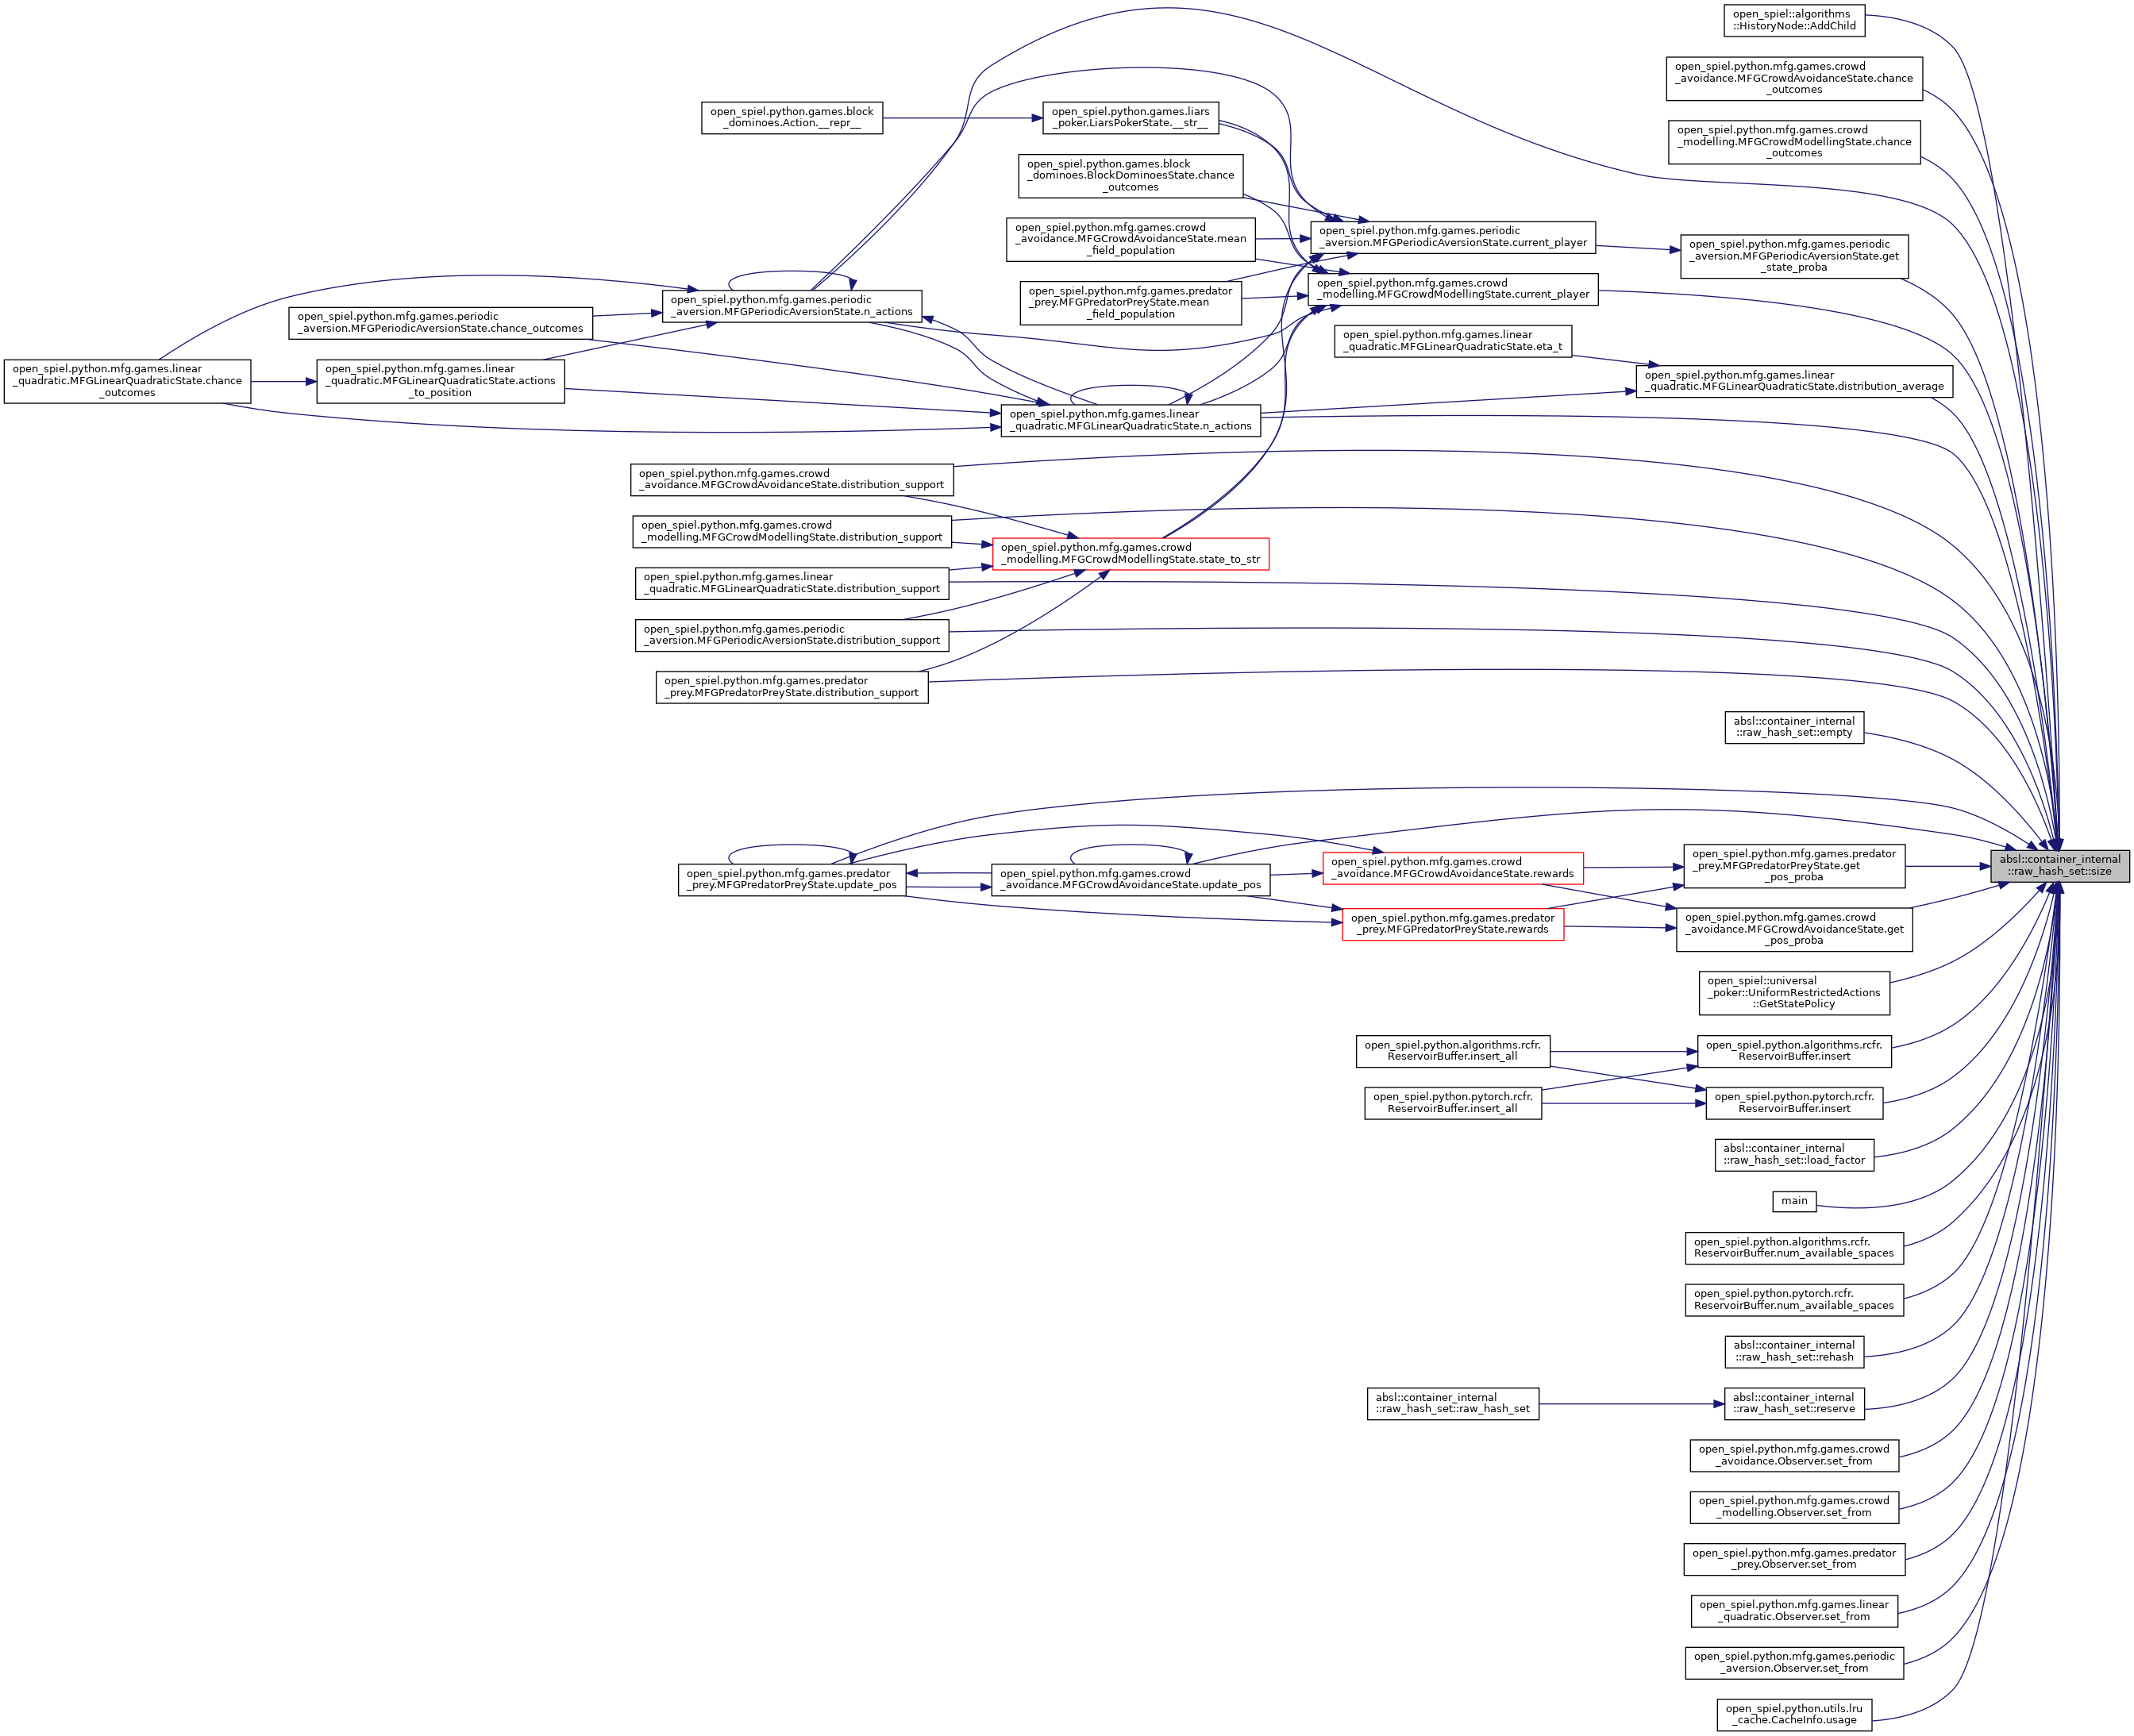 open_spiel::algorithms
::HistoryNode::AddChild
open_spiel.python.mfg.games.crowd
_avoidance.MFGCrowdAvoidanceState.chance
_outcomes
open_spiel.python.games.block
_dominoes.Action.__repr__
open_spiel.python.games.liars
_poker.LiarsPokerState.__str__
open_spiel.python.mfg.games.crowd
_modelling.MFGCrowdModellingState.chance
_outcomes
open_spiel.python.games.block
_dominoes.BlockDominoesState.chance
_outcomes
open_spiel.python.mfg.games.crowd
_avoidance.MFGCrowdAvoidanceState.mean
_field_population
open_spiel.python.mfg.games.periodic
_aversion.MFGPeriodicAversionState.current_player
open_spiel.python.mfg.games.periodic
_aversion.MFGPeriodicAversionState.get
_state_proba
open_spiel.python.mfg.games.predator
_prey.MFGPredatorPreyState.mean
_field_population
open_spiel.python.mfg.games.crowd
_modelling.MFGCrowdModellingState.current_player
open_spiel.python.mfg.games.periodic
_aversion.MFGPeriodicAversionState.n_actions
open_spiel.python.mfg.games.periodic
_aversion.MFGPeriodicAversionState.chance_outcomes
open_spiel.python.mfg.games.linear
_quadratic.MFGLinearQuadraticState.eta_t
open_spiel.python.mfg.games.linear
_quadratic.MFGLinearQuadraticState.chance
_outcomes
open_spiel.python.mfg.games.linear
_quadratic.MFGLinearQuadraticState.actions
_to_position
open_spiel.python.mfg.games.linear
_quadratic.MFGLinearQuadraticState.distribution_average
open_spiel.python.mfg.games.linear
_quadratic.MFGLinearQuadraticState.n_actions
open_spiel.python.mfg.games.crowd
_avoidance.MFGCrowdAvoidanceState.distribution_support
open_spiel.python.mfg.games.crowd
_modelling.MFGCrowdModellingState.distribution_support
open_spiel.python.mfg.games.crowd
_modelling.MFGCrowdModellingState.state_to_str
open_spiel.python.mfg.games.linear
_quadratic.MFGLinearQuadraticState.distribution_support
open_spiel.python.mfg.games.periodic
_aversion.MFGPeriodicAversionState.distribution_support
open_spiel.python.mfg.games.predator
_prey.MFGPredatorPreyState.distribution_support
absl::container_internal
::raw_hash_set::empty
open_spiel.python.mfg.games.predator
_prey.MFGPredatorPreyState.update_pos
open_spiel.python.mfg.games.crowd
_avoidance.MFGCrowdAvoidanceState.update_pos
open_spiel.python.mfg.games.crowd
_avoidance.MFGCrowdAvoidanceState.rewards
open_spiel.python.mfg.games.predator
_prey.MFGPredatorPreyState.get
_pos_proba
absl::container_internal
::raw_hash_set::size
open_spiel.python.mfg.games.predator
_prey.MFGPredatorPreyState.rewards
open_spiel.python.mfg.games.crowd
_avoidance.MFGCrowdAvoidanceState.get
_pos_proba
open_spiel::universal
_poker::UniformRestrictedActions
::GetStatePolicy
open_spiel.python.algorithms.rcfr.
ReservoirBuffer.insert_all
open_spiel.python.algorithms.rcfr.
ReservoirBuffer.insert
open_spiel.python.pytorch.rcfr.
ReservoirBuffer.insert_all
open_spiel.python.pytorch.rcfr.
ReservoirBuffer.insert
absl::container_internal
::raw_hash_set::load_factor
main
open_spiel.python.algorithms.rcfr.
ReservoirBuffer.num_available_spaces
open_spiel.python.pytorch.rcfr.
ReservoirBuffer.num_available_spaces
absl::container_internal
::raw_hash_set::rehash
absl::container_internal
::raw_hash_set::raw_hash_set
absl::container_internal
::raw_hash_set::reserve
open_spiel.python.mfg.games.crowd
_avoidance.Observer.set_from
open_spiel.python.mfg.games.crowd
_modelling.Observer.set_from
open_spiel.python.mfg.games.predator
_prey.Observer.set_from
open_spiel.python.mfg.games.linear
_quadratic.Observer.set_from
open_spiel.python.mfg.games.periodic
_aversion.Observer.set_from
open_spiel.python.utils.lru
_cache.CacheInfo.usage